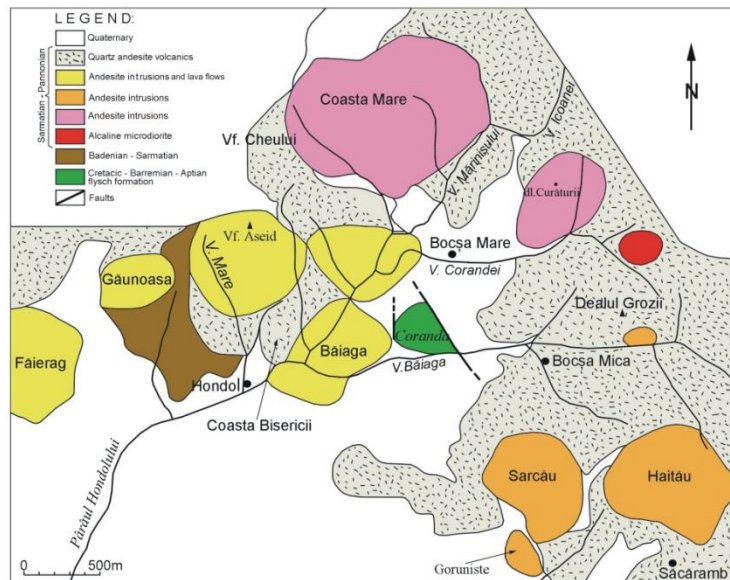 LEGEND:
Quaternary
Quartz andesite volcanics
Andesite intrusions and lava flows
Andesite intrusions
Andesite intrusions
Alcaline microdiorite
Badenian - Sarmatian
Cretacic - Barremian - Aptian
flysch formation
Faults
Sarmatian - Pannonian
N
Coasta Mare
Vf. Cheului
V. Marinișului
V. Icoanei
dl.Curăturii
Vf. Aseid
V. Mare
Bocșa Mare
V. Corandei
Găunoasa
Dealul Grozii
Coranda
Făierag
Băiaga
V.Băiaga
Bocșa Mica
Hondol
Coasta Bisericii
Pârâul Hondolului
Sarcău
Haitău
Goruniste
Săcărâmb
0 500m